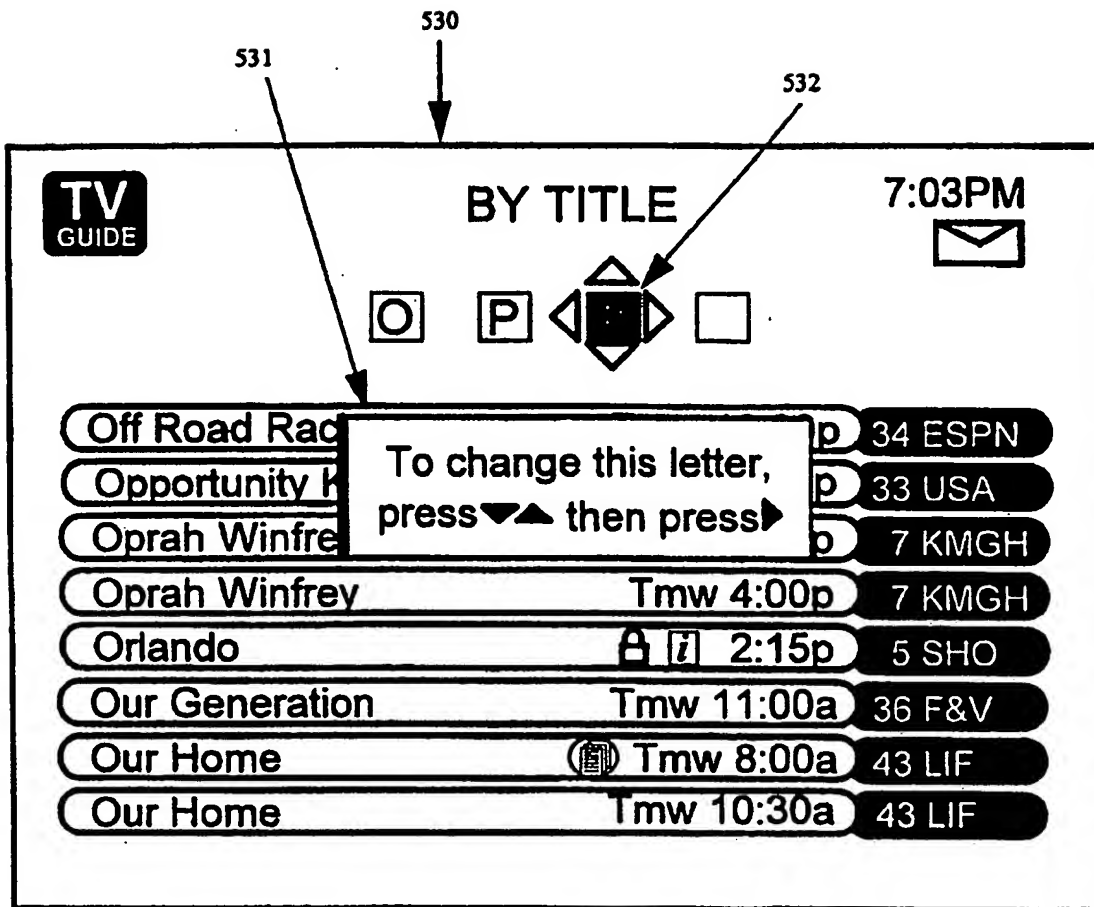 530
531
532
TV GUIDE
BY TITLE
7:03PM
O P
Off Road Rac p 34 ESPN
Opportunity K p 33 USA
To change this letter,
press▼▲ then press▶
Oprah Winfre p 7 KMGH
Oprah Winfrey Tmw 4:00p 7 KMGH
Orlando i 2:15p 5 SHO
Our Generation Tmw 11:00a 36 F&V
Our Home Tmw 8:00a 43 LIF
Our Home Tmw 10:30a 43 LIF